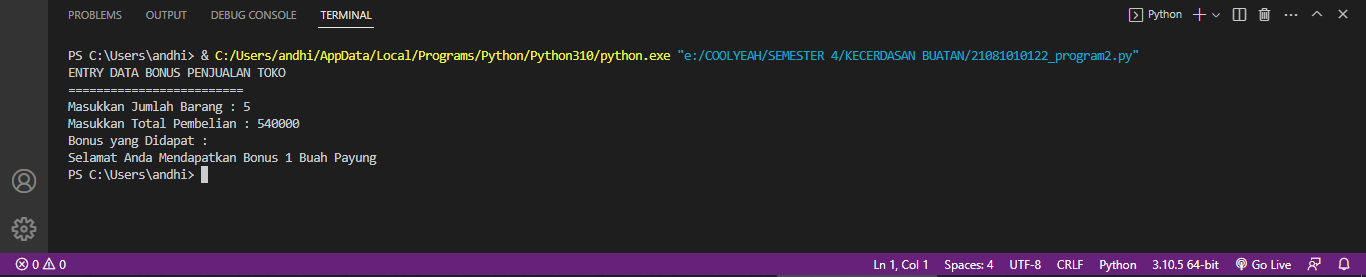 PROBLEMS OUTPUT DEBUG CONSOLE TERMINAL Python
PS C:\Users\andhi> & C:/Users/andhi/AppData/Local/Programs/Python/Python310/python.exe "e:/COOLYEAH/SEMESTER 4/KECERDASAN BUATAN/21081010122_program2.py"
ENTRY DATA BONUS PENJUALAN TOKO
=========================
Masukkan Jumlah Barang : 5
Masukkan Total Pembelian : 540000
Bonus yang Didapat :
Selamat Anda Mendapatkan Bonus 1 Buah Payung
PS C:\Users\andhi>
0 0 Ln 1, Col 1 Spaces: 4 UTF-8 CRLF Python 3.10.5 64-bit Go Live